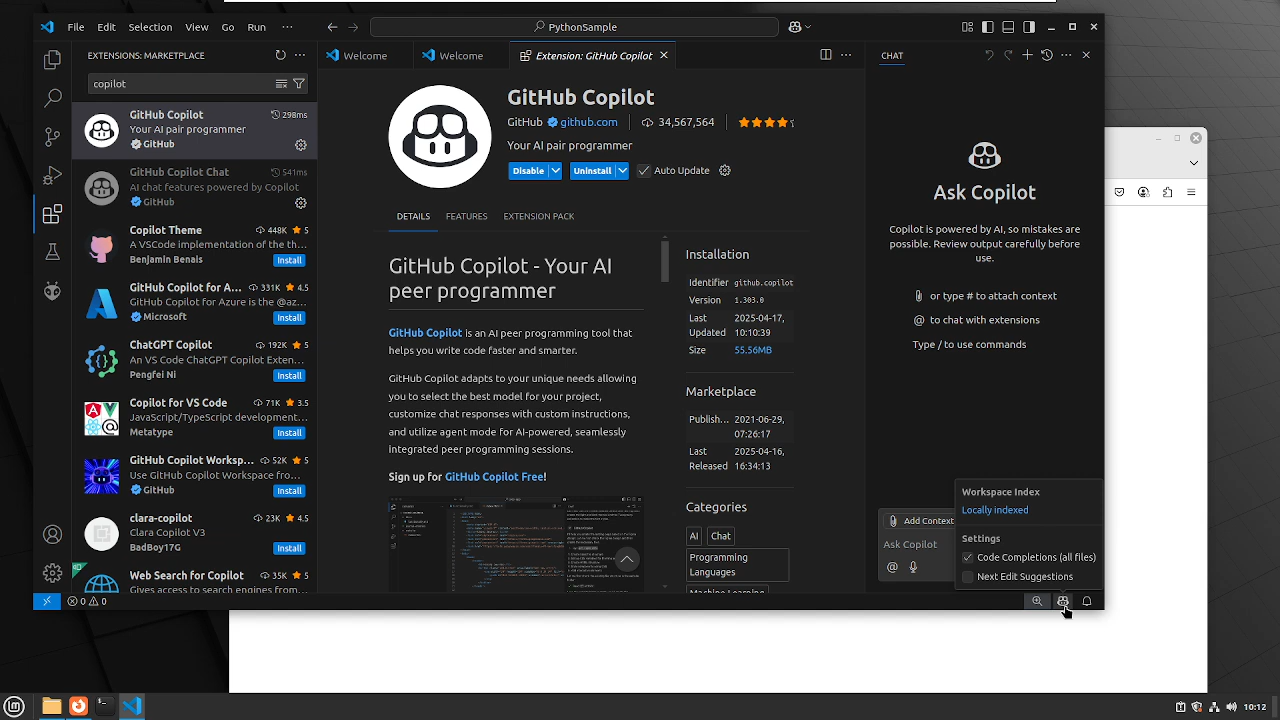 File Edit Selection View Go Run ···
PythonSample
EXTENSIONS: MARKETPLACE
copilot
GitHub Copilot 298ms
Your AI pair programmer
GitHub
GitHub Copilot Chat 541ms
AI chat features powered by Copilot
GitHub
Copilot Theme 448K 5
A VSCode implementation of the th...
Benjamin Benais Install
GitHub Copilot for A... 331K 4.5
GitHub Copilot for Azure is the @az...
Microsoft Install
ChatGPT Copilot 192K 5
An VS Code ChatGPT Copilot Exten...
Pengfei Ni Install
Copilot for VS Code 71K 3.5
JavaScript/TypeScript development...
Metatype Install
GitHub Copilot Worksp... 52K 5
Use GitHub Copilot Workspace fro...
GitHub Install
Clara Copilot 23K 4.5
Clara Copilot VS
BadBoy17G Install
Web Search for Copilot 35K 5
0 0
Welcome
Welcome
Extension: GitHub Copilot
GitHub Copilot
GitHub github.com 34,567,564
Your AI pair programmer
Disable Uninstall Auto Update
DETAILS FEATURES EXTENSION PACK
GitHub Copilot - Your AI
peer programmer
GitHub Copilot is an AI peer programming tool that
helps you write code faster and smarter.
GitHub Copilot adapts to your unique needs allowing
you to select the best model for your project,
customize chat responses with custom instructions,
and utilize agent mode for AI-powered, seamlessly
integrated peer programming sessions.
Sign up for GitHub Copilot Free!
Installation
Identifier github.copilot
Version 1.303.0
Last 2025-04-17,
Updated 10:10:39
Size 55.56MB
Marketplace
Publish... 2021-06-29,
07:26:17
Last 2025-04-16,
Released 16:34:13
Categories
AI Chat
Programming
Languages
Machine Learning
CHAT
Ask Copilot
Copilot is powered by AI, so mistakes are
possible. Review output carefully before
use.
or type # to attach context
@ to chat with extensions
Type / to use commands
Add Context
Ask Copilot
@
Workspace Index
Locally indexed
Settings
Code Completions (all files)
Next Edit Suggestions
10:12